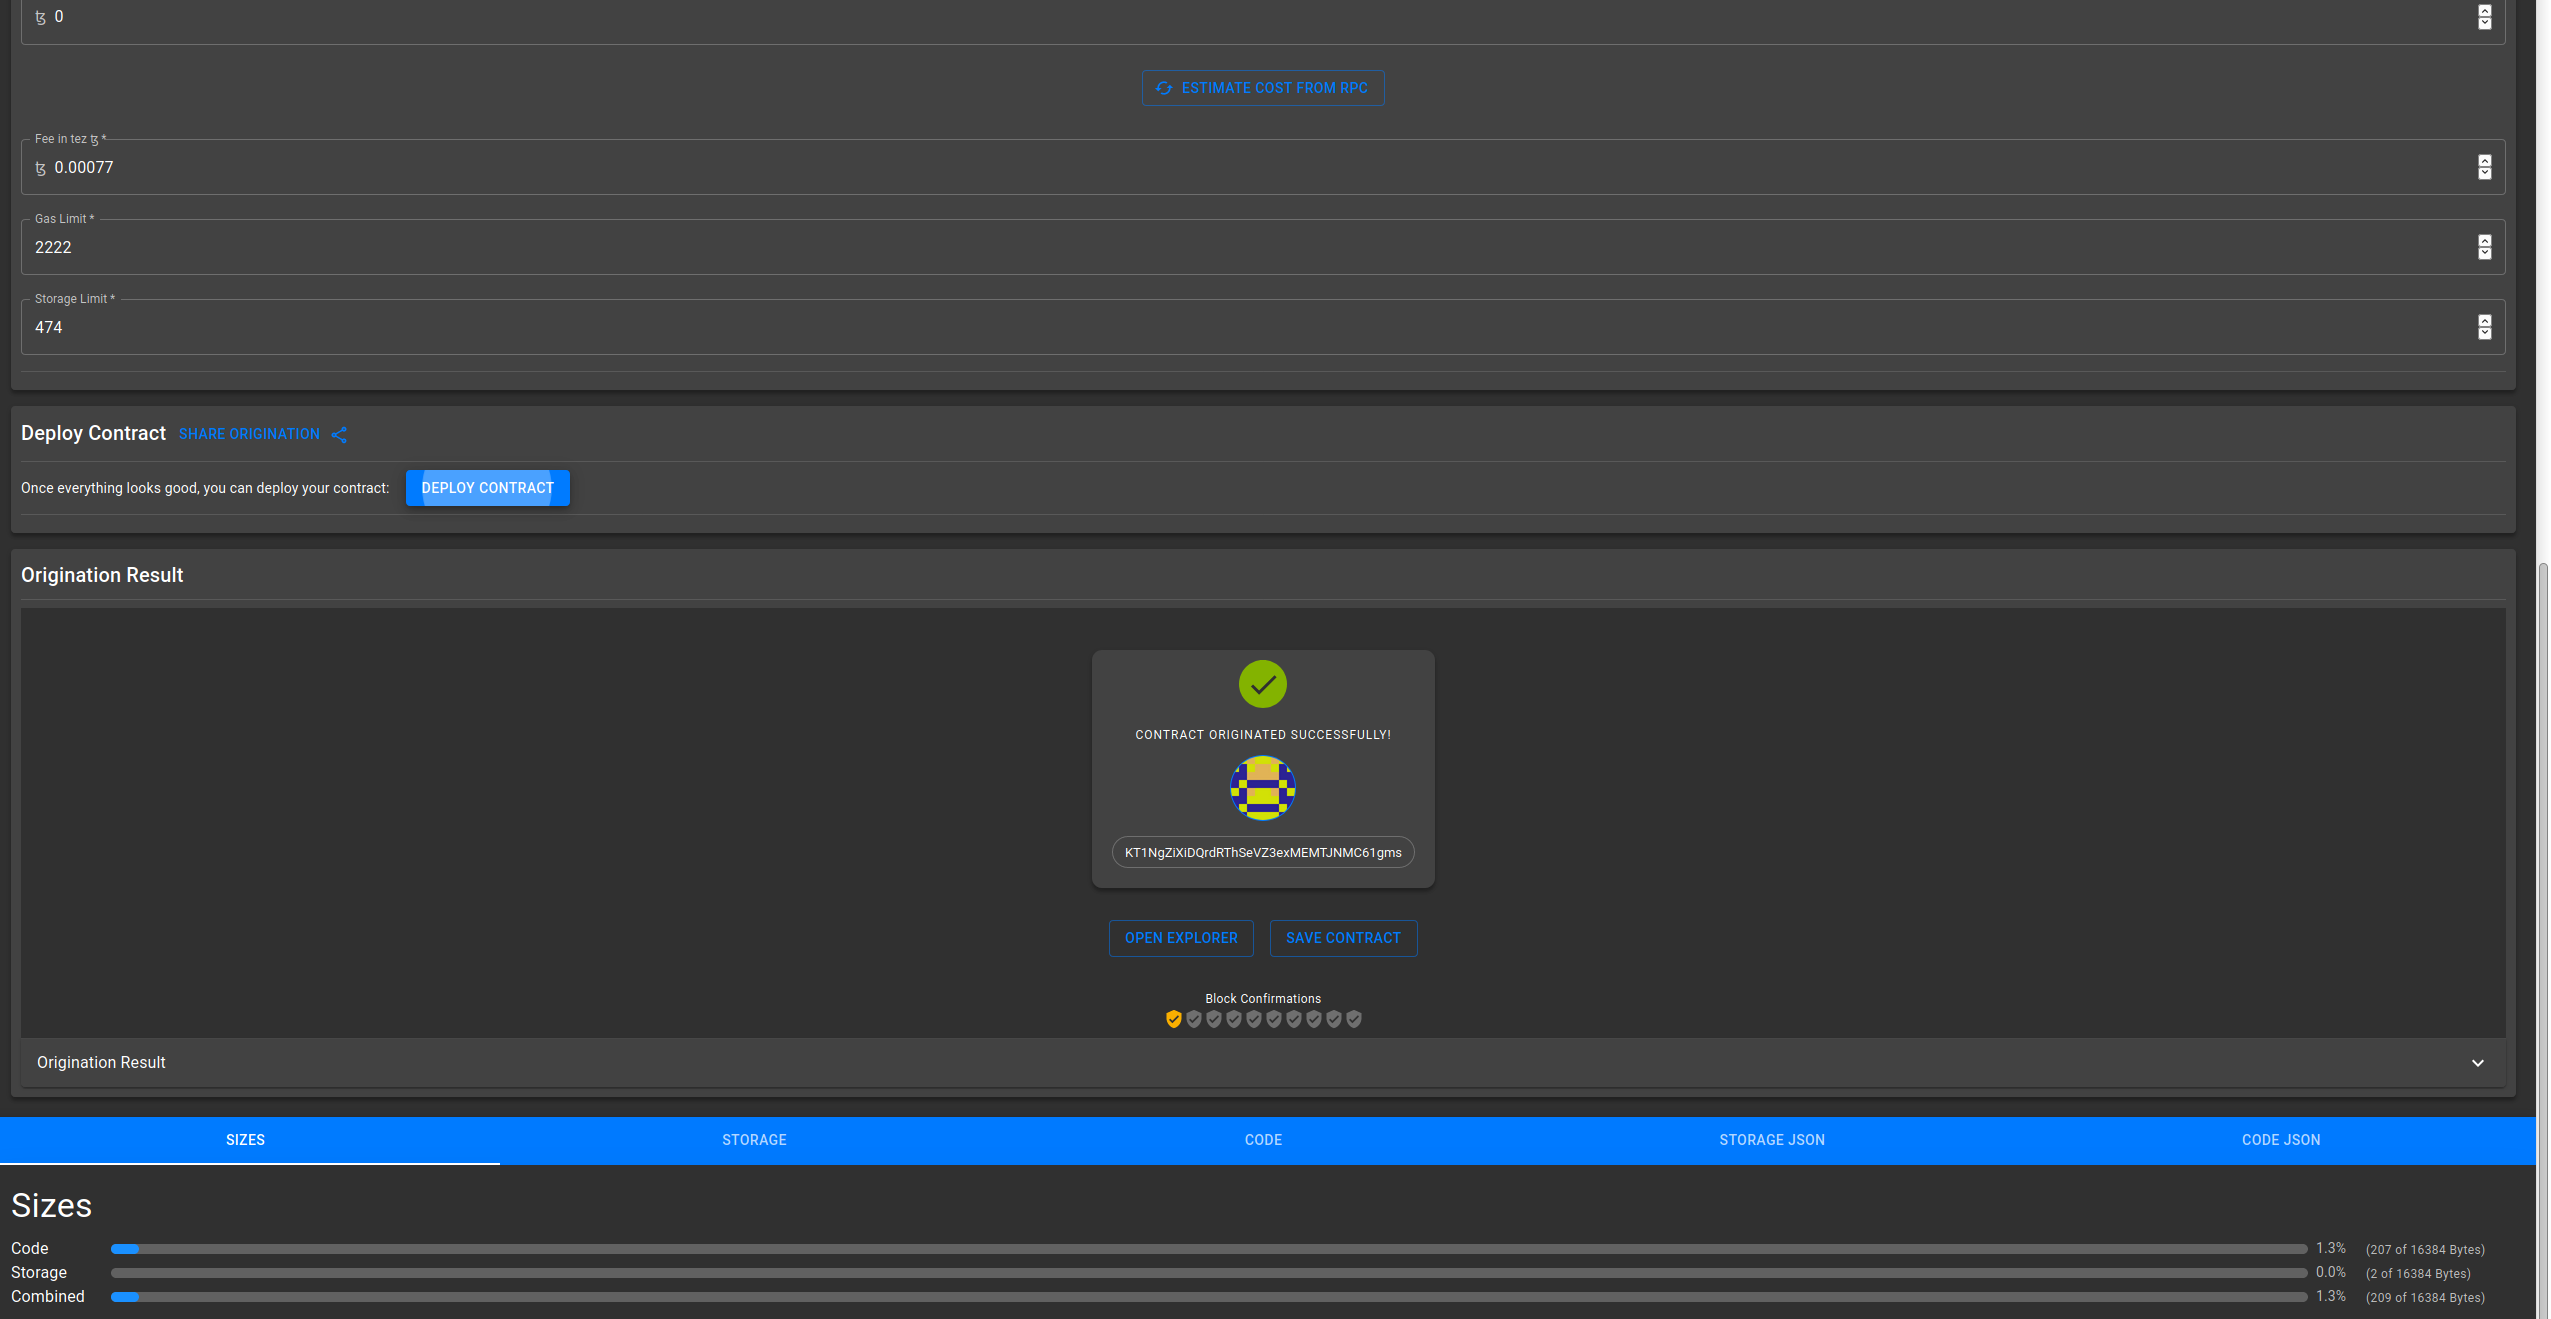 ꜩ 0
ESTIMATE COST FROM RPC
Fee in tez ꜩ *
ꜩ 0.00077
Gas Limit *
2222
Storage Limit *
474
Deploy Contract SHARE ORIGINATION
Once everything looks good, you can deploy your contract: DEPLOY CONTRACT
Origination Result
CONTRACT ORIGINATED SUCCESSFULLY!
KT1NgZiXiDQrdRThSeVZ3exMEMTJNMC61gms
OPEN EXPLORER SAVE CONTRACT
Block Confirmations
Origination Result
SIZES STORAGE CODE STORAGE JSON CODE JSON
Sizes
Code 1.3% (207 of 16384 Bytes)
Storage 0.0% (2 of 16384 Bytes)
Combined 1.3% (209 of 16384 Bytes)